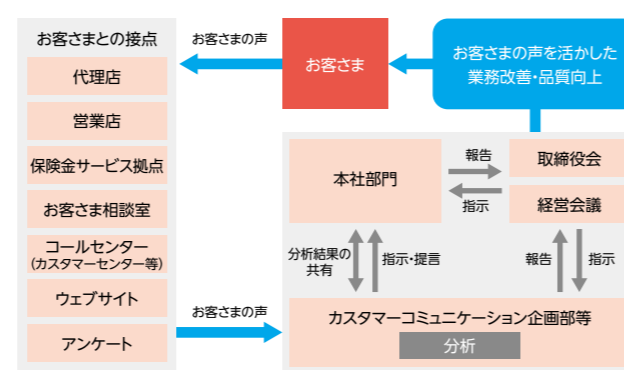 お客さまとの接点
代理店
営業店
保険金サービス拠点
お客さま相談室
コールセンター
(カスタマーセンター等)
ウェブサイト
アンケート
お客さまの声
お客さま
お客さまの声を活かした
業務改善・品質向上
本社部門
報告
指示
取締役会
経営会議
分析結果の
共有
指示・提言
報告
指示
お客さまの声
カスタマーコミュニケーション企画部等
分析